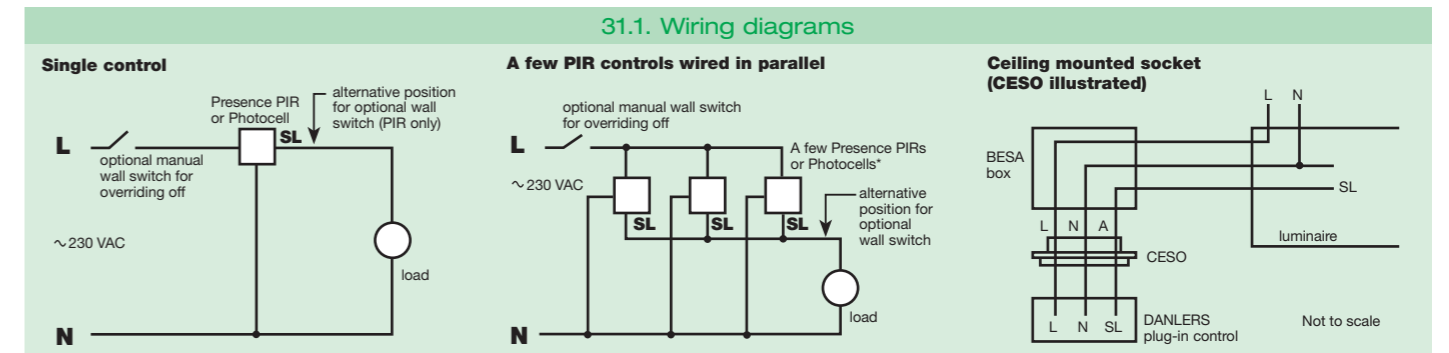 31.1. Wiring diagrams
Single control
Presence PIR
or Photocell
alternative position
for optional wall
switch (PIR only)
SL
L
optional manual
wall switch for
overriding off
~230 VAC
load
N
A few PIR controls wired in parallel
optional manual wall switch
for overriding off
L
A few Presence PIRs
or Photocells*
~230 VAC
alternative
position for
optional
wall switch
SL SL SL
load
N
Ceiling mounted socket
(CESO illustrated)
L N
BESA
box
SL
L N A
luminaire
CESO
L N SL
DANLERS
plug-in control
Not to scale